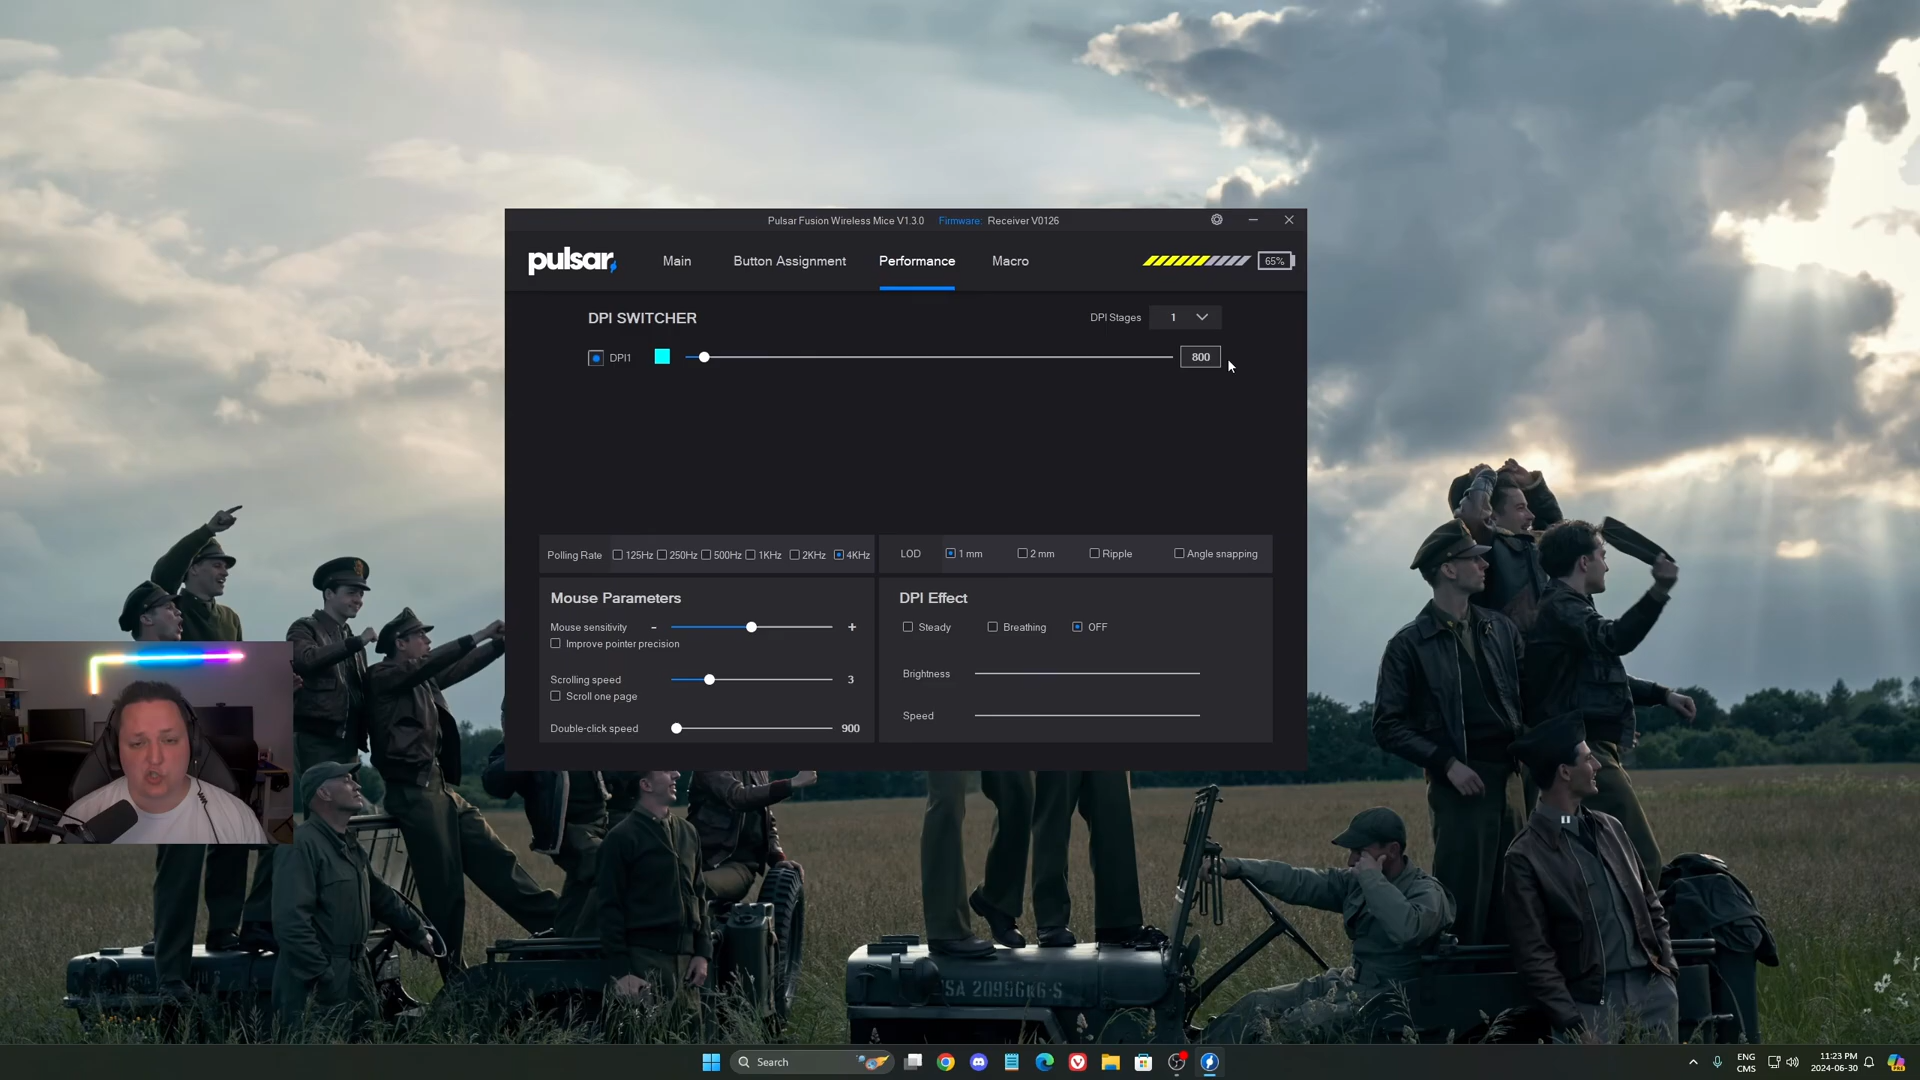 Pulsar Fusion Wireless Mice V1.3.0 Firmware: Receiver V0126
pulsar
Main
Button Assignment
Performance
Macro
65%
DPI SWITCHER
DPI Stages
1
DPI1
800
Polling Rate
125Hz
250Hz
500Hz
1KHz
2KHz
4KHz
LOD
1 mm
2 mm
Ripple
Angle snapping
Mouse Parameters
Mouse sensitivity
-
+
Improve pointer precision
Scrolling speed
3
Scroll one page
Double-click speed
900
DPI Effect
Steady
Breathing
OFF
Brightness
Speed
Search
ENG
CMS
11:23 PM
2024-06-30